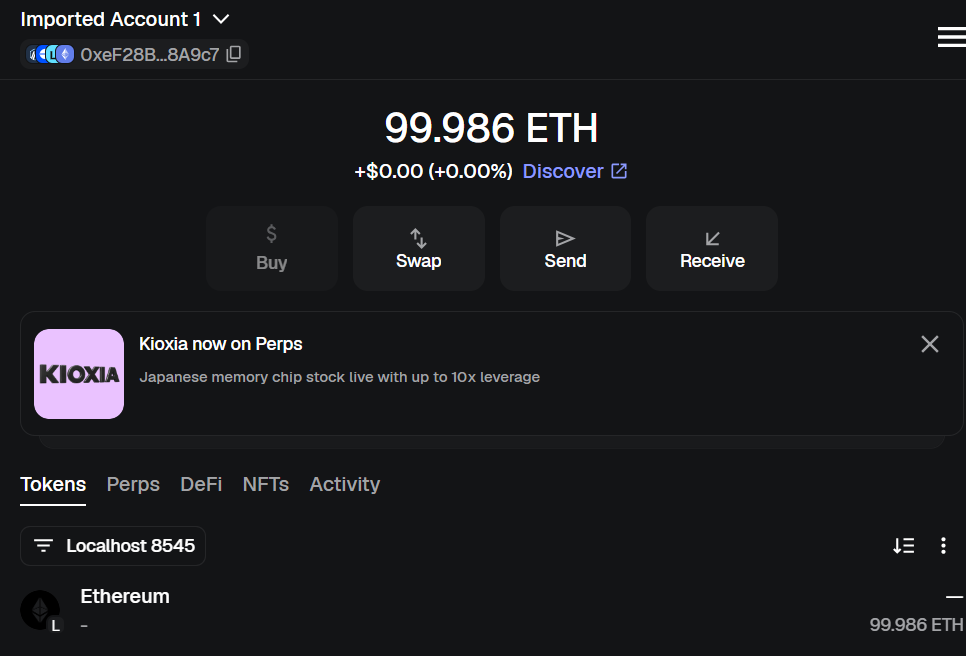 Imported Account 1
0xeF28B...8A9c7
99.986 ETH
+$0.00 (+0.00%) Discover
$
Buy
Swap
Send
Receive
KIOXIA
Kioxia now on Perps
Japanese memory chip stock live with up to 10x leverage
Tokens Perps DeFi NFTs Activity
Localhost 8545
Ethereum —
L - 99.986 ETH